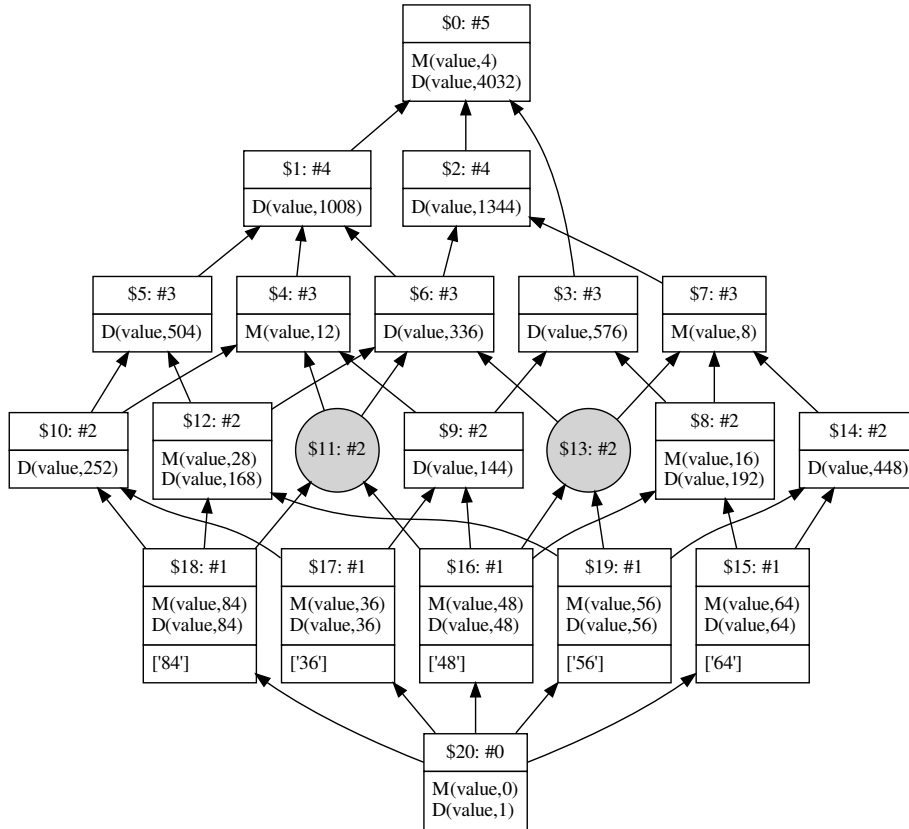 $0: #5
M(value,4)
D(value,4032)
$1: #4
D(value,1008)
$2: #4
D(value,1344)
$5: #3
D(value,504)
$4: #3
M(value,12)
$6: #3
D(value,336)
$3: #3
D(value,576)
$7: #3
M(value,8)
$10: #2
D(value,252)
$12: #2
M(value,28)
D(value,168)
$11: #2
$9: #2
D(value,144)
$13: #2
$8: #2
M(value,16)
D(value,192)
$14: #2
D(value,448)
$18: #1
M(value,84)
D(value,84)
['84']
$17: #1
M(value,36)
D(value,36)
['36']
$16: #1
M(value,48)
D(value,48)
['48']
$19: #1
M(value,56)
D(value,56)
['56']
$15: #1
M(value,64)
D(value,64)
['64']
$20: #0
M(value,0)
D(value,1)